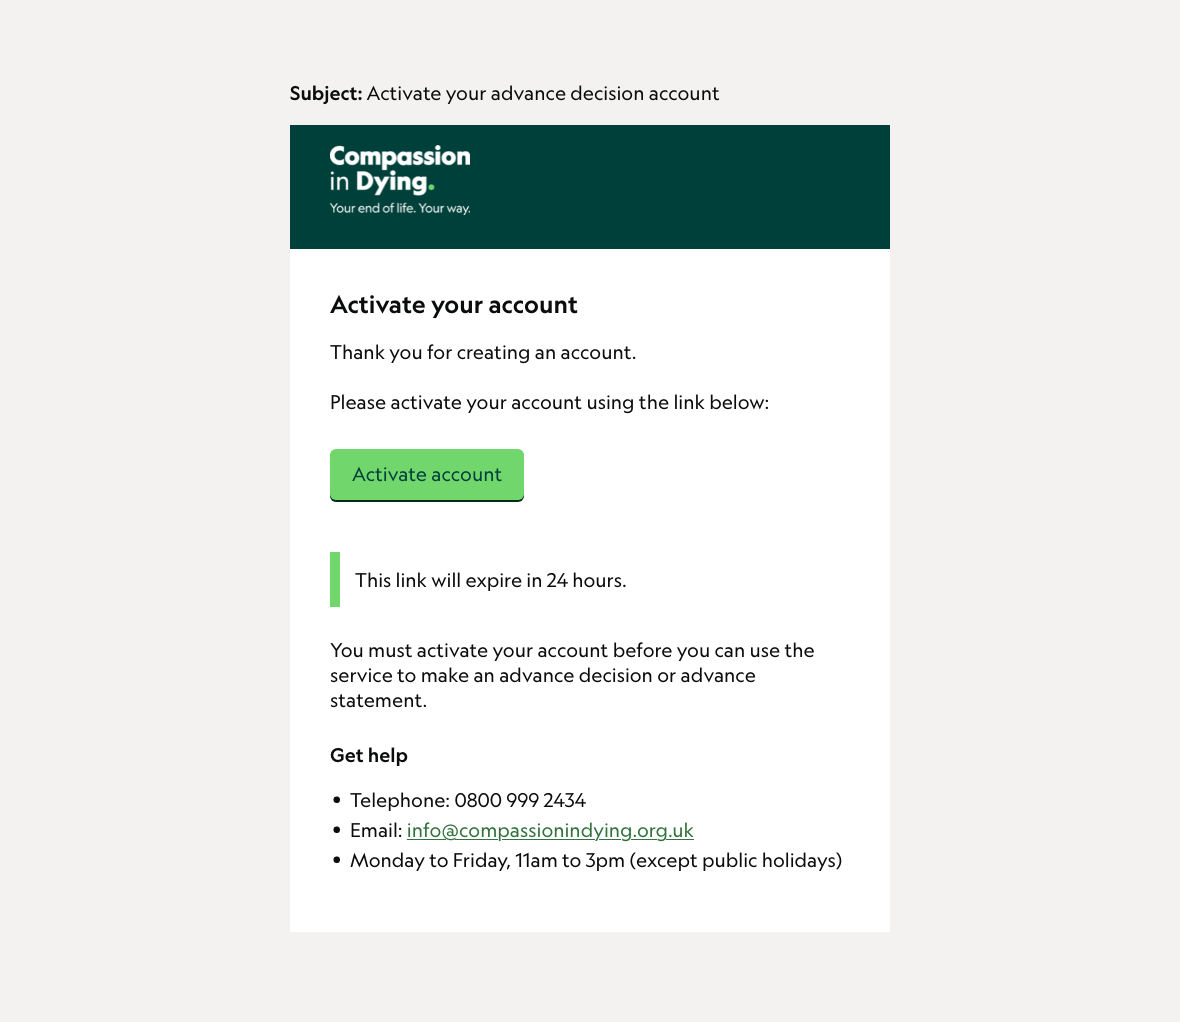 Subject: Activate your advance decision account
Compassion
in Dying.
Your end of life. Your way.
Activate your account
Thank you for creating an account.
Please activate your account using the link below:
Activate account
This link will expire in 24 hours.
You must activate your account before you can use the
service to make an advance decision or advance
statement.
Get help
• Telephone: 0800 999 2434
• Email: info@compassionindying.org.uk
• Monday to Friday, 11am to 3pm (except public holidays)